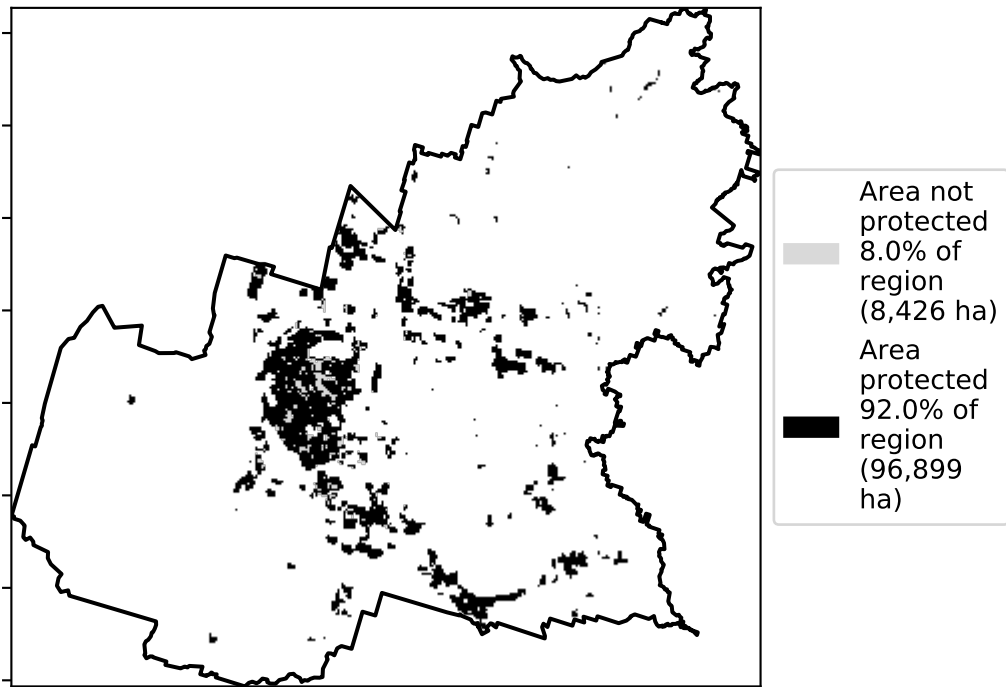 Area not
protected
8.0% of
region
(8,426 ha)
Area
protected
92.0% of
region
(96,899
ha)